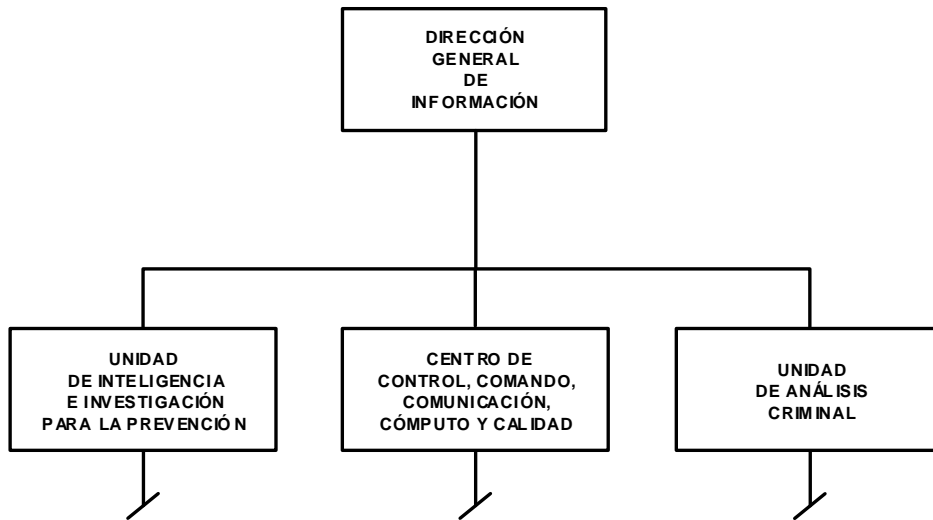 DIRECCIÓN
GENERAL
DE
INFORMACIÓN
UNIDAD
DE INTELIGENCIA
E INVESTIGACIÓN
PARA LA PREVENCIÓN
CENTRO DE
CONTROL, COMANDO,
COMUNICACIÓN,
CÓMPUTO Y CALIDAD
UNIDAD
DE ANÁLISIS
CRIMINAL